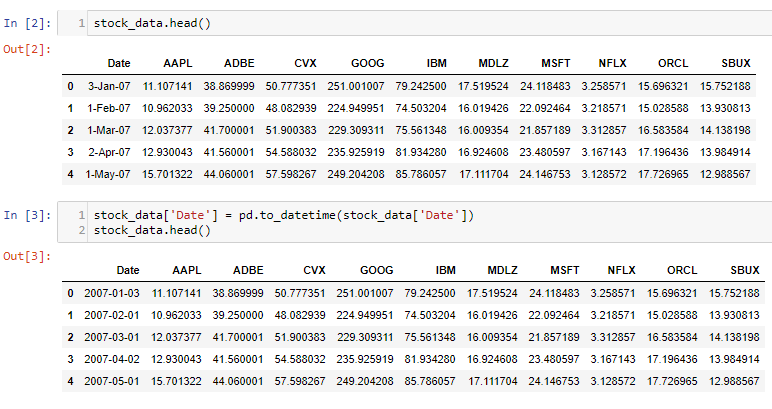 In [2]: 1 stock_data.head()
Out[2]:
Date AAPL ADBE CVX GOOG IBM MDLZ MSFT NFLX ORCL SBUX
0 3-Jan-07 11.107141 38.869999 50.777351 251.001007 79.242500 17.519524 24.118483 3.258571 15.696321 15.752188
1 1-Feb-07 10.962033 39.250000 48.082939 224.949951 74.503204 16.019426 22.092464 3.218571 15.028588 13.930813
2 1-Mar-07 12.037377 41.700001 51.900383 229.309311 75.561348 16.009354 21.857189 3.312857 16.583584 14.138198
3 2-Apr-07 12.930043 41.560001 54.588032 235.925919 81.934280 16.924608 23.480597 3.167143 17.196436 13.984914
4 1-May-07 15.701322 44.060001 57.598267 249.204208 85.786057 17.111704 24.146753 3.128572 17.726965 12.988567
In [3]: 1 stock_data['Date'] = pd.to_datetime(stock_data['Date'])
2 stock_data.head()
Out[3]:
Date AAPL ADBE CVX GOOG IBM MDLZ MSFT NFLX ORCL SBUX
0 2007-01-03 11.107141 38.869999 50.777351 251.001007 79.242500 17.519524 24.118483 3.258571 15.696321 15.752188
1 2007-02-01 10.962033 39.250000 48.082939 224.949951 74.503204 16.019426 22.092464 3.218571 15.028588 13.930813
2 2007-03-01 12.037377 41.700001 51.900383 229.309311 75.561348 16.009354 21.857189 3.312857 16.583584 14.138198
3 2007-04-02 12.930043 41.560001 54.588032 235.925919 81.934280 16.924608 23.480597 3.167143 17.196436 13.984914
4 2007-05-01 15.701322 44.060001 57.598267 249.204208 85.786057 17.111704 24.146753 3.128572 17.726965 12.988567